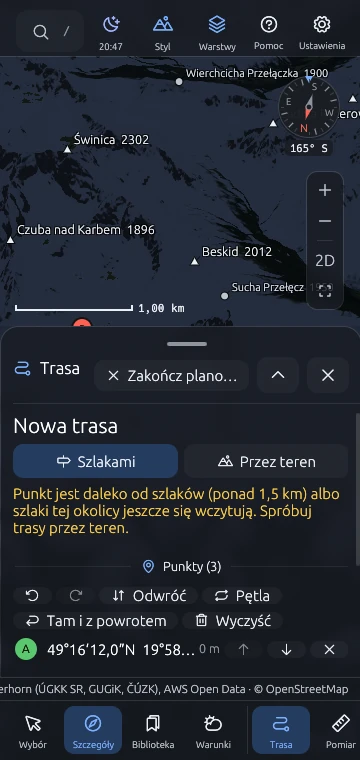 /
20:47
Styl
Warstwy
Pomoc
Ustawienia
Wierchcicha Przełączka 1900
S
E
W
N
165° S
Świnica 2302
Czuba nad Karbem 1896
Beskid 2012
Sucha Przełęcz
+
−
2D
1,00 km
Trasa
Zakończ plano…
Nowa trasa
Szlakami
Przez teren
Punkt jest daleko od szlaków (ponad 1,5 km) albo
szlaki tej okolicy jeszcze się wczytują. Spróbuj
trasy przez teren.
Punkty (3)
Odwróć
Pętla
Tam i z powrotem
Wyczyść
A 49°16′12,0″N 19°58… 0 m
erhorn (ÚGKK SR, GUGiK, ČÚZK), AWS Open Data · © OpenStreetMap
Wybór
Szczegóły
Biblioteka
Warunki
Trasa
Pomiar